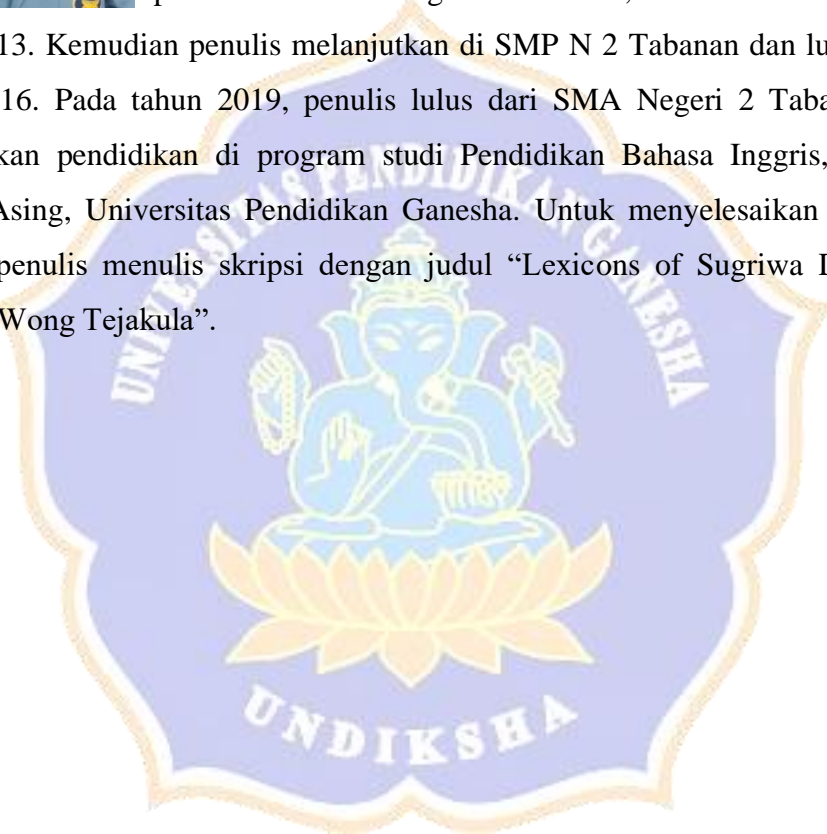 13. Kemudian penulis melanjutkan di SMP N 2 Tabanan dan lu
16. Pada tahun 2019, penulis lulus dari SMA Negeri 2 Taba
kan pendidikan di program studi Pendidikan Bahasa Inggris,
Asing, Universitas Pendidikan Ganesha. Untuk menyelesaikan
penulis menulis skripsi dengan judul “Lexicons of Sugriwa
Wong Tejakula”.
UNIVERSITAS PENDIDIKAN GANESHA
UNDIKSHA